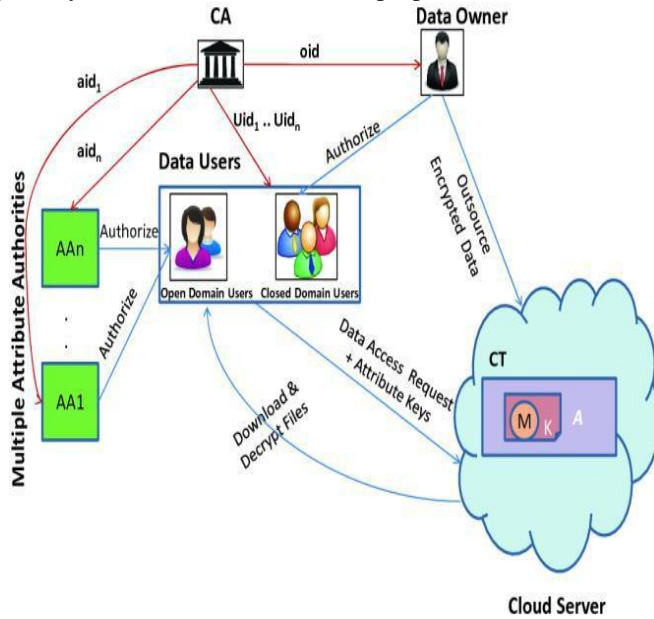 CA
Data Owner
oid
aid1
aidn
Uid1 .. Uidn
Authorize
Data Users
Outsource
Encrypted Data
Multiple Attribute Authorities
AAn
Authorize
Open Domain Users
Closed Domain Users
.
.
Authorize
AA1
Data Access Request
+ Attribute Keys
Download &
Decrypt Files
CT
M
K
A
Cloud Server